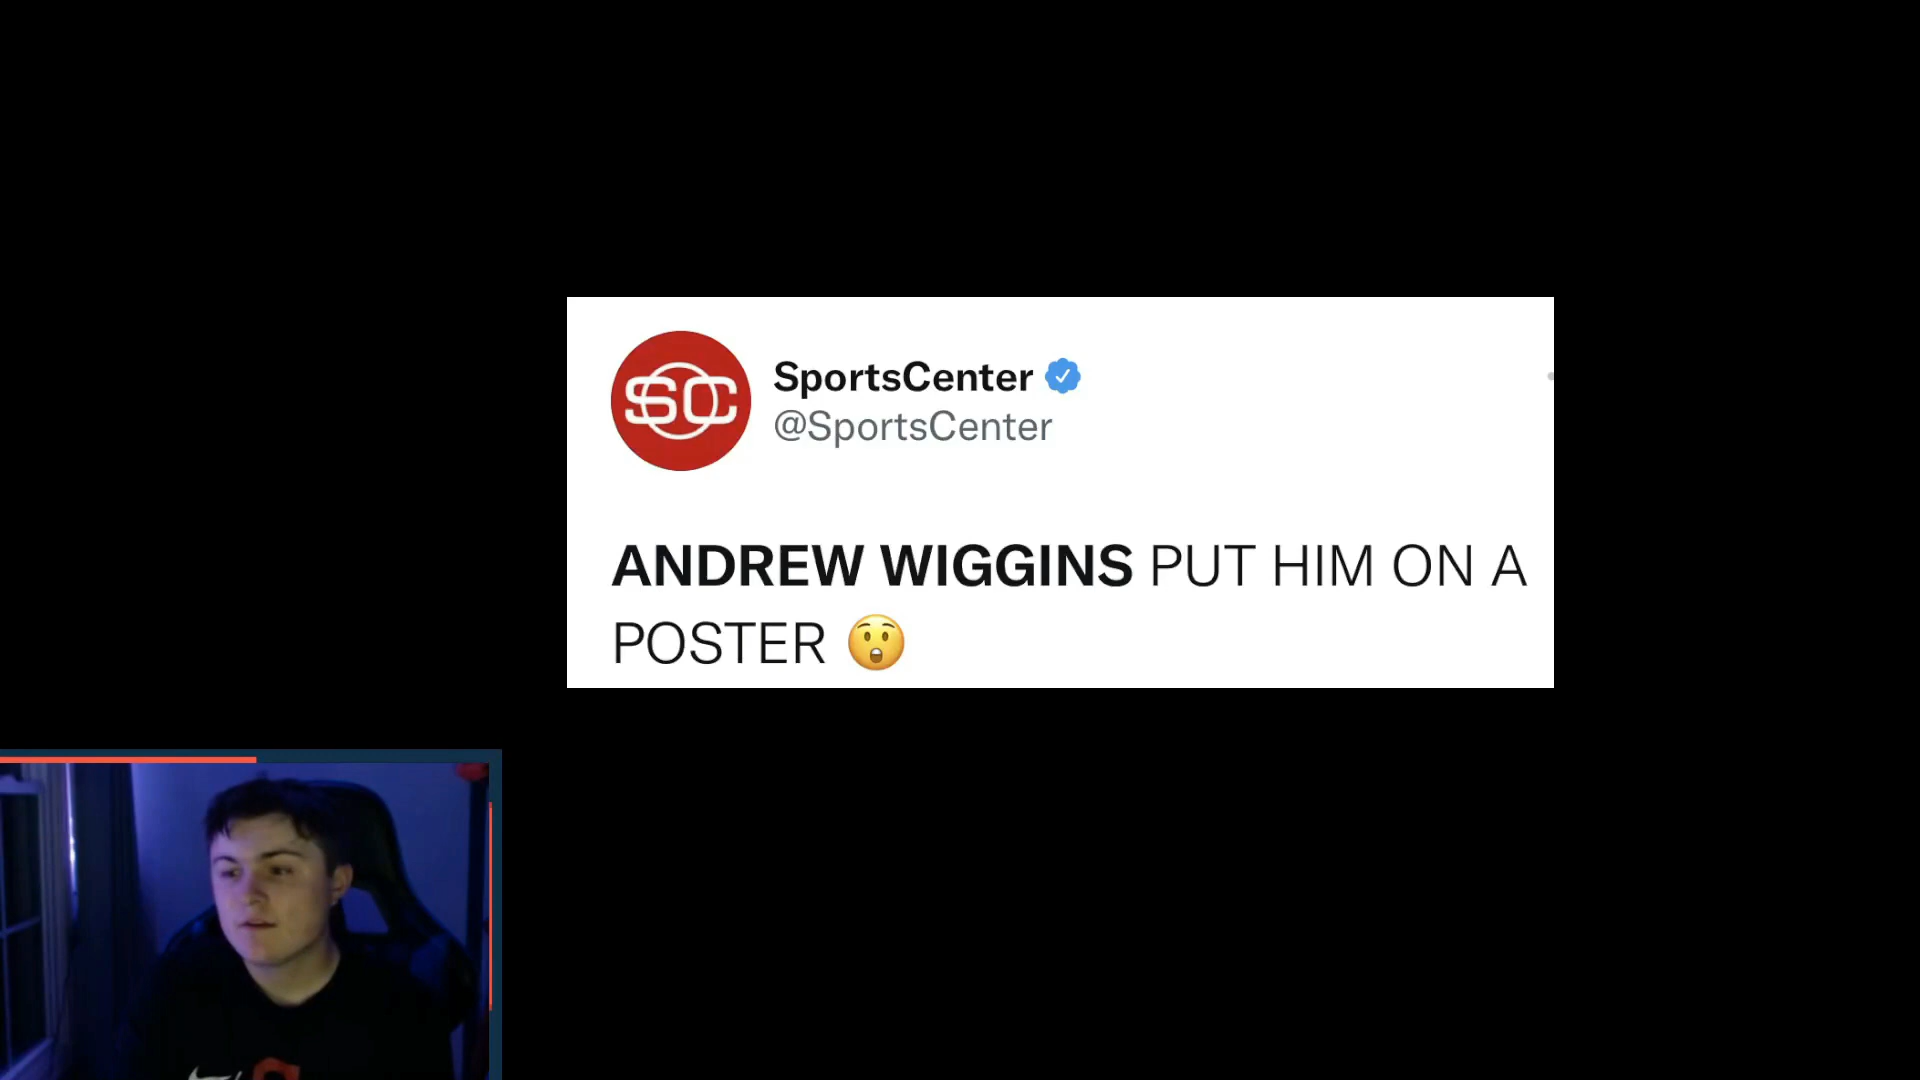 SC
SportsCenter
@SportsCenter
ANDREW WIGGINS PUT HIM ON A
POSTER 😲